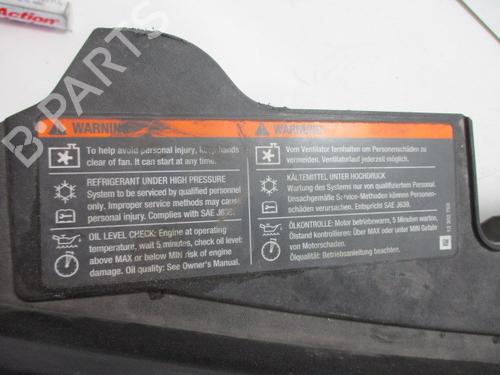 Action
B-PARTS
WARNING
To help avoid personal injury, keep hands
clear of fan. It can start at any time.
REFRIGERANT UNDER HIGH PRESSURE
System to be serviced by qualified personnel
only. Improper service methods may cause
personal injury. Complies with SAE J639.
OIL LEVEL CHECK: Engine at operating
temperature, wait 5 minutes, check oil level:
above MAX or below MIN risk of engine
damage. Oil quality: See Owner's Manual.
WARNUNG
Vom Ventilator fernhalten um Personenschäden zu
vermeiden. Ventilatorlauf jederzeit möglich.
KÄLTEMITTEL UNTER HOCHDRUCK
Wartung des Systems nur von qualifiziertem Personal.
Unsachgemäße Service-Methoden können Personen-
schäden verursachen. Entspricht SAE J639.
ÖLKONTROLLE: Motor betriebswarm, 5 Minuten warten,
Ölstand kontrollieren: Über MAX oder unter MIN Gefahr
von Motorschaden.
Ölqualität: Betriebsanleitung beachten.